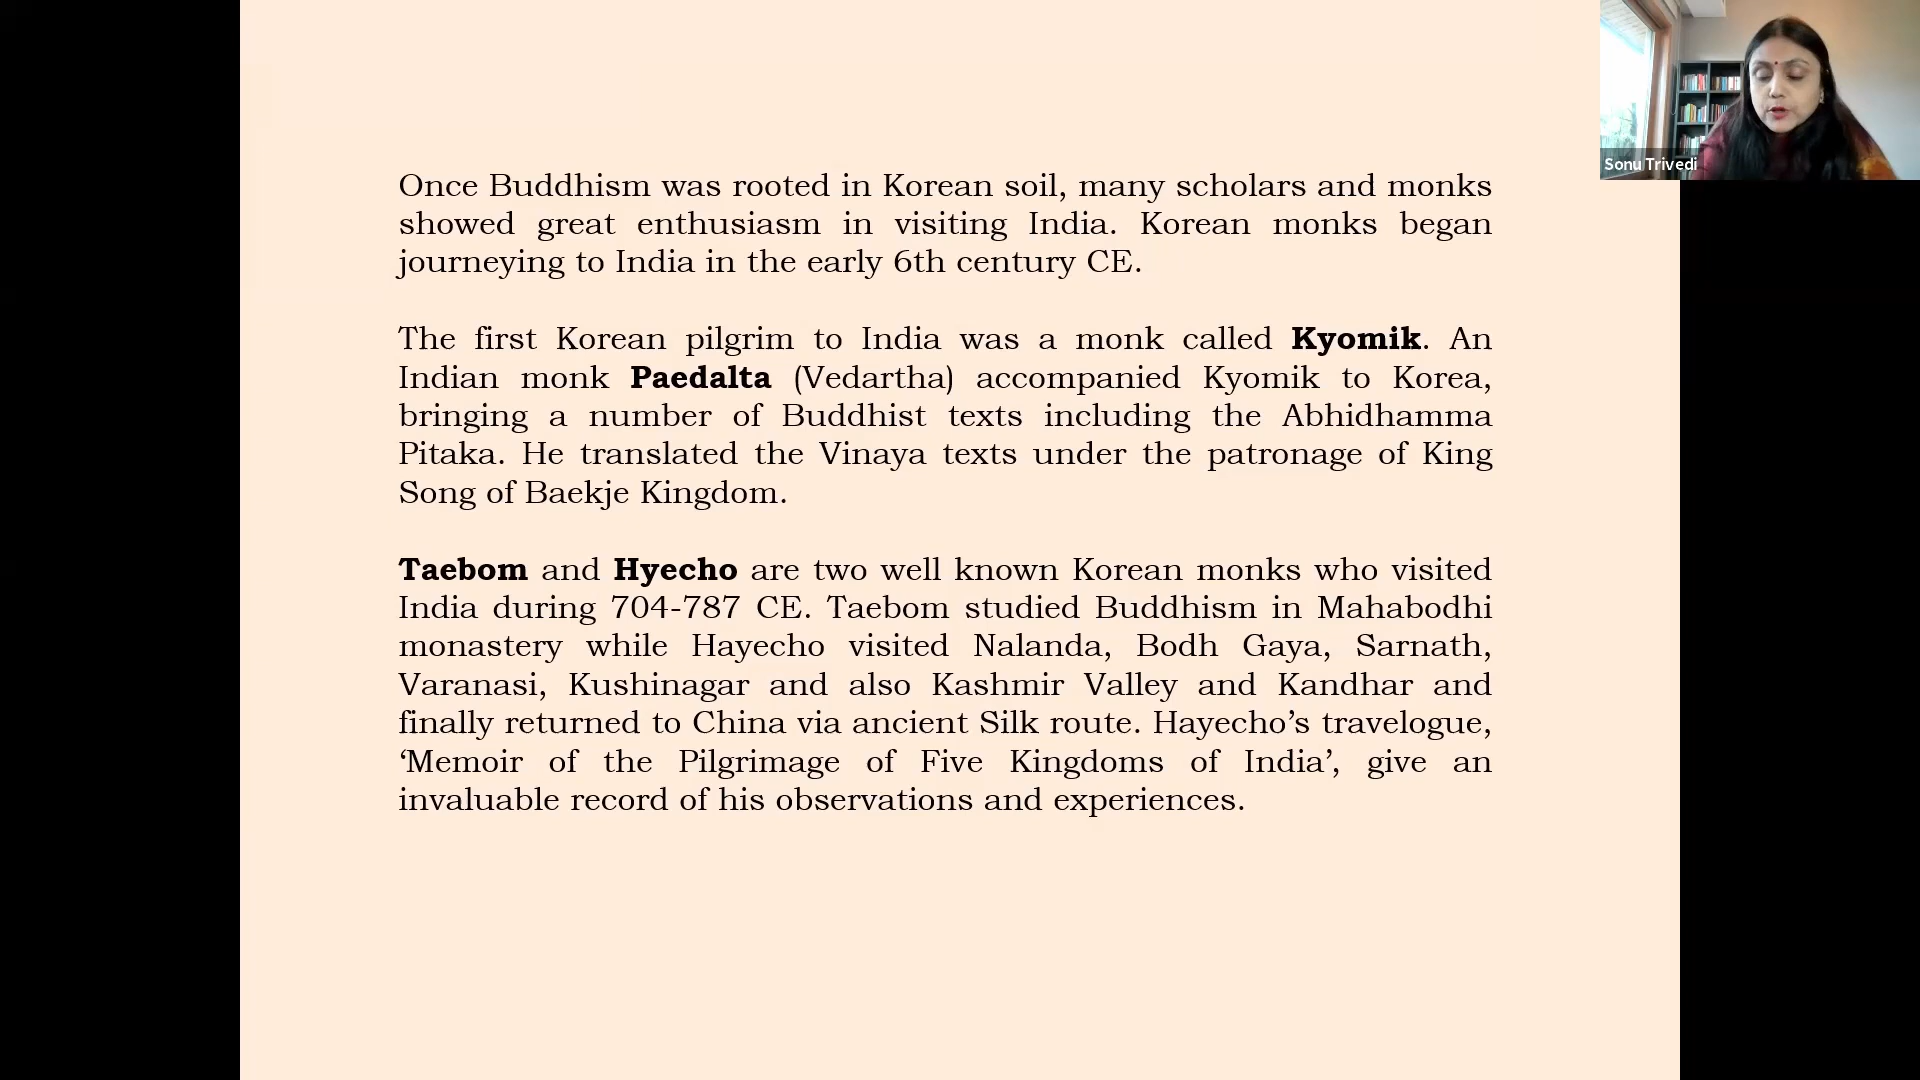 Once Buddhism was rooted in Korean soil, many scholars and monks
showed great enthusiasm in visiting India. Korean monks began
journeying to India in the early 6th century CE.
The first Korean pilgrim to India was a monk called Kyomik. An
Indian monk Paedalta (Vedartha) accompanied Kyomik to Korea,
bringing a number of Buddhist texts including the Abhidhamma
Pitaka. He translated the Vinaya texts under the patronage of King
Song of Baekje Kingdom.
Taebom and Hyecho are two well known Korean monks who visited
India during 704-787 CE. Taebom studied Buddhism in Mahabodhi
monastery while Hayecho visited Nalanda, Bodh Gaya, Sarnath,
Varanasi, Kushinagar and also Kashmir Valley and Kandhar and
finally returned to China via ancient Silk route. Hayecho’s travelogue,
‘Memoir of the Pilgrimage of Five Kingdoms of India’, give an
invaluable record of his observations and experiences.
Sonu Trivedi